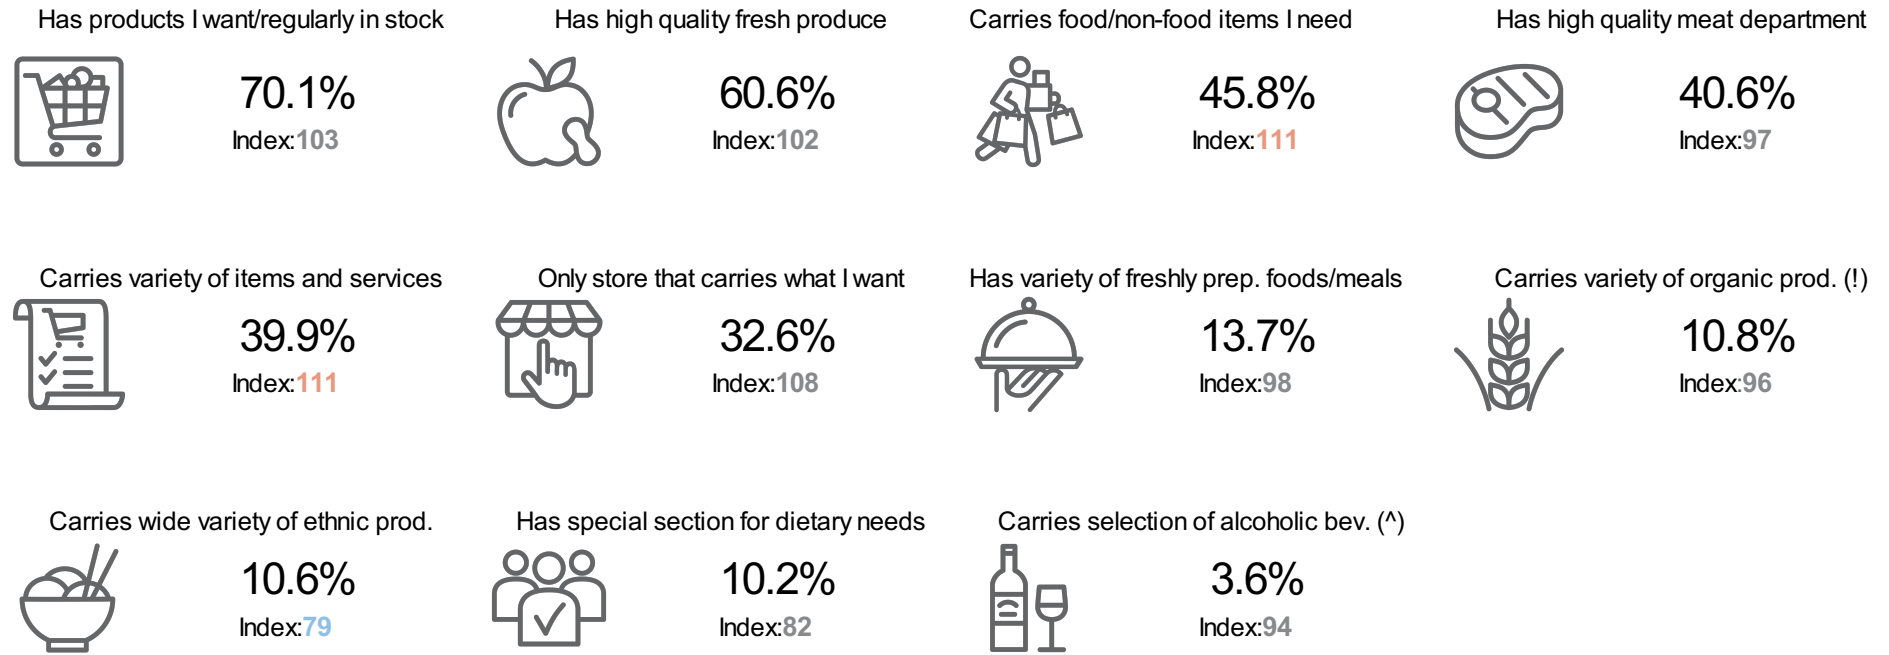 Has products I want/regularly in stock
70.1%
Index:103
Has high quality fresh produce
60.6%
Index:102
Carries food/non-food items I need
45.8%
Index:111
Has high quality meat department
40.6%
Index:97
Carries variety of items and services
39.9%
Index:111
Only store that carries what I want
32.6%
Index:108
Has variety of freshly prep. foods/meals
13.7%
Index:98
Carries variety of organic prod. (!)
10.8%
Index:96
Carries wide variety of ethnic prod.
10.6%
Index:79
Has special section for dietary needs
10.2%
Index:82
Carries selection of alcoholic bev. (^)
3.6%
Index:94